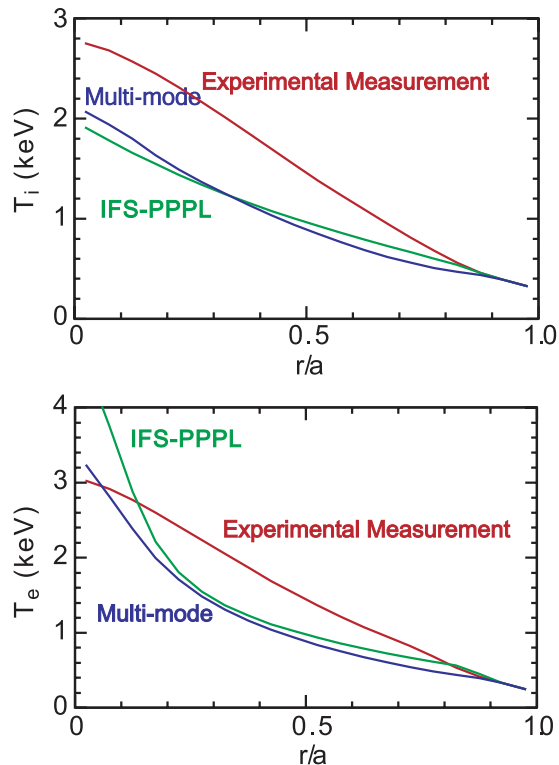 3
Experimental Measurement
Multi-mode
2
T_i (keV)
IFS-PPPL
1
0
0
0.5
1.0
r/a
4
IFS-PPPL
3
Experimental Measurement
2
T_e (keV)
Multi-mode
1
0
0
0.5
1.0
r/a